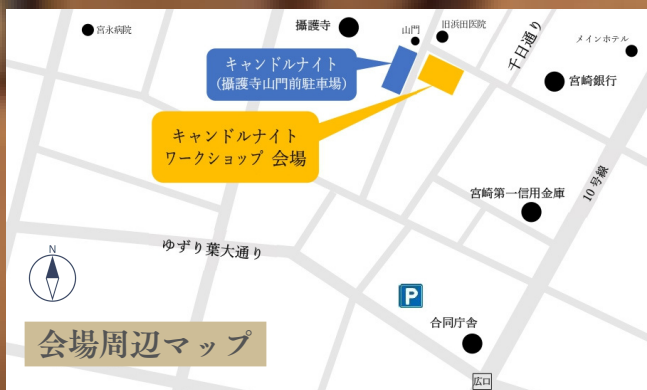 宮永病院
攝護寺
山門
旧浜田医院
千日通り
メインホテル
キャンドルナイト
(攝護寺山門前駐車場)
宮崎銀行
キャンドルナイト
ワークショップ 会場
宮崎第一信用金庫
10号線
ゆずり葉大通り
N
P
合同庁舎
会場周辺マップ
広口